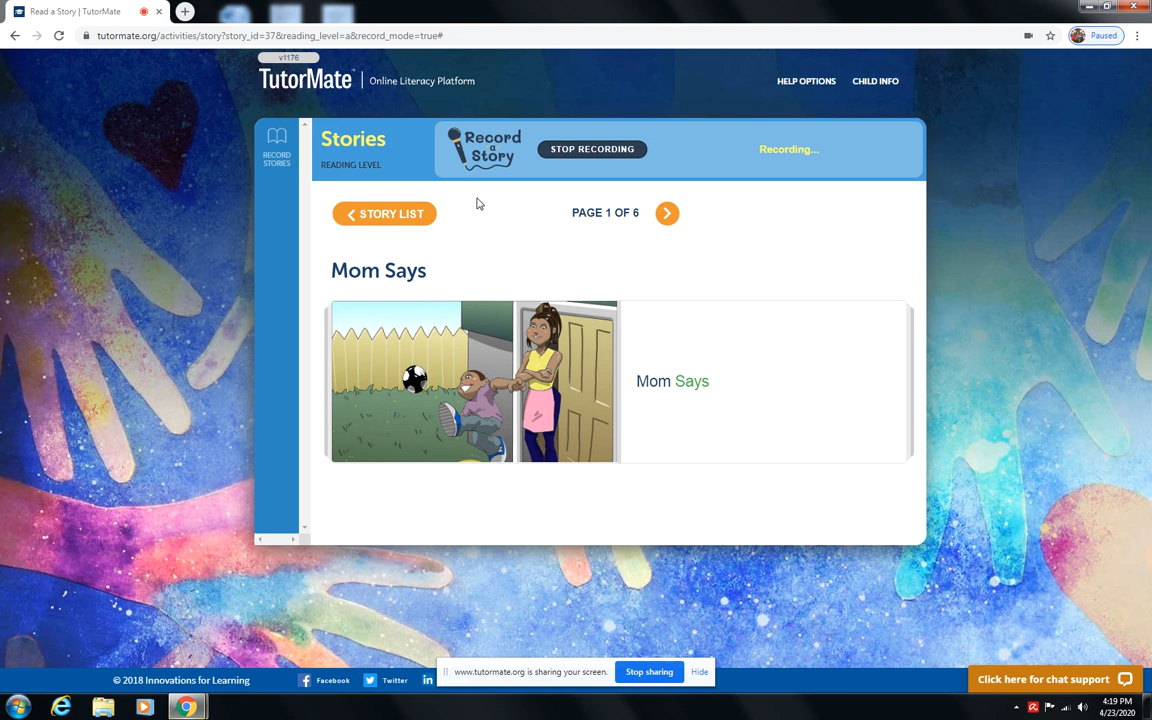 Read a Story | TutorMate
tutormate.org/activities/story?story_id=37&reading_level=a&record_mode=true#
Paused
v1176
TutorMate
Online Literacy Platform
HELP OPTIONS
CHILD INFO
RECORD
STORIES
Stories
READING LEVEL
Record
a
Story
STOP RECORDING
Recording...
STORY LIST
PAGE 1 OF 6
Mom Says
Mom Says
© 2018 Innovations for Learning
Facebook
Twitter
in
www.tutormate.org is sharing your screen.
Stop sharing
Hide
Click here for chat support
4:19 PM
4/23/2020